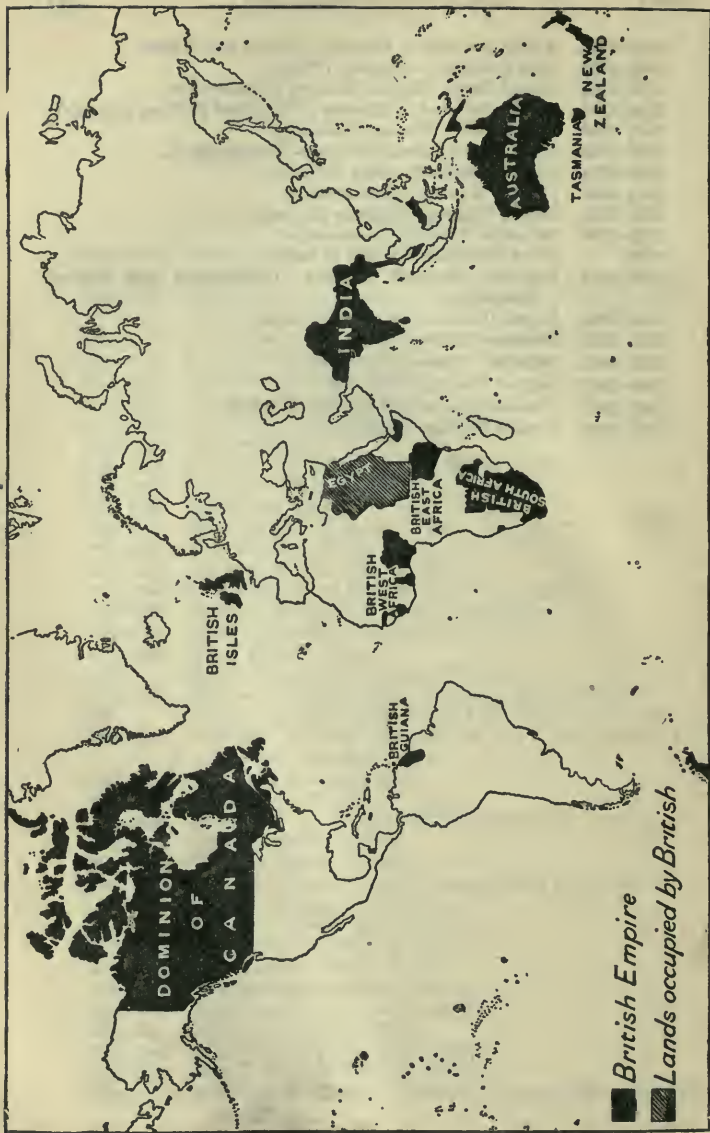 DOMINION
OF
CANAUDA
BRITISH
ISLES
BRITISH
GUIANA
BRITISH
WEST
AFRICA
EGYPT
BRITISH
EAST
AFRICA
BRITISH
SOUTH AFRICA
INDIA
AUSTRALIA
TASMANIA
NEW
ZEALAND
British Empire
Lands occupied by British